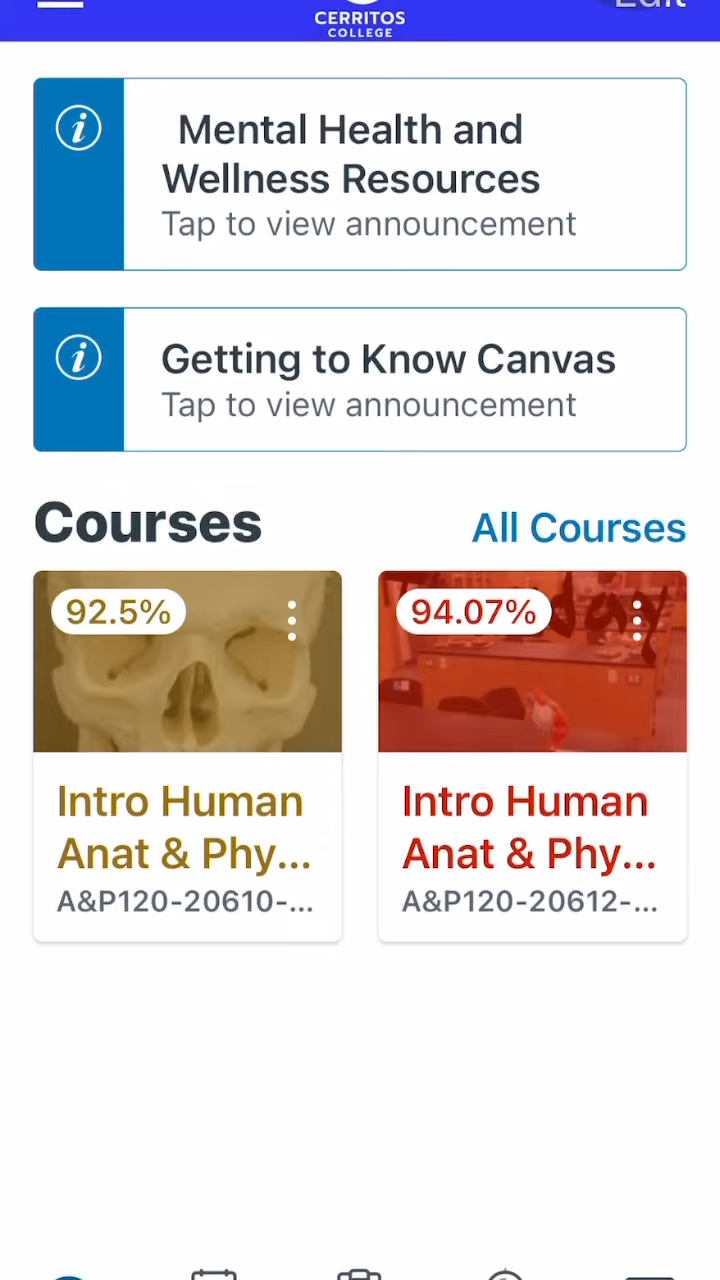 CERRITOS
COLLEGE
Edit
Mental Health and
Wellness Resources
Tap to view announcement
Getting to Know Canvas
Tap to view announcement
Courses
All Courses
92.5%
Intro Human
Anat & Phy...
A&P120-20610-...
94.07%
Intro Human
Anat & Phy...
A&P120-20612-...